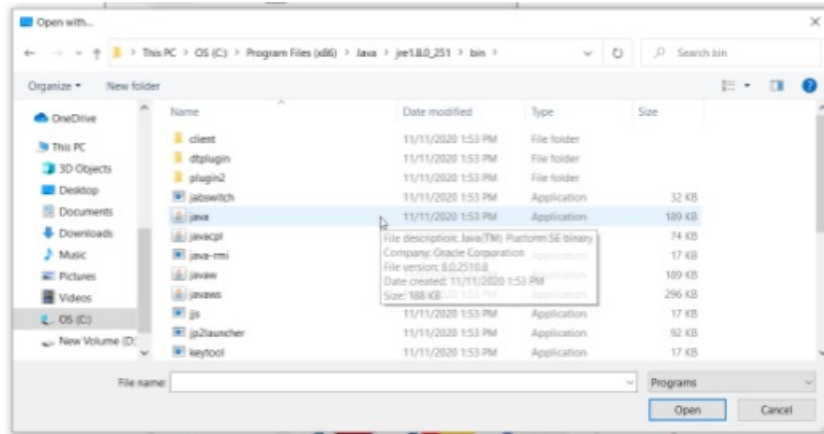 Open with...
This PC > OS (C:) > Program Files (x86) > Java > jre1.8.0_251 > bin >
Search bin
Organize
New folder
Name
Date modified
Type
Size
OneDrive
This PC
3D Objects
Desktop
Documents
Downloads
Music
Pictures
Videos
OS (C:)
New Volume (D:
client 11/11/2020 1:53 PM File folder
dtplugin 11/11/2020 1:53 PM File folder
plugin2 11/11/2020 1:53 PM File folder
jabswitch 11/11/2020 1:53 PM Application 32 KB
java 11/11/2020 1:53 PM Application 189 KB
javacpl 74 KB
java-rmi 17 KB
javaw 189 KB
javaws 296 KB
jjs 11/11/2020 1:53 PM Application 17 KB
jp2launcher 11/11/2020 1:53 PM Application 92 KB
keytool 11/11/2020 1:53 PM Application 17 KB
File description: Java(TM) Platform SE binary
Company: Oracle Corporation
File version: 8.0.2510.8
Date created: 11/11/2020 1:53 PM
Size: 188 KB
File name:
Programs
Open
Cancel